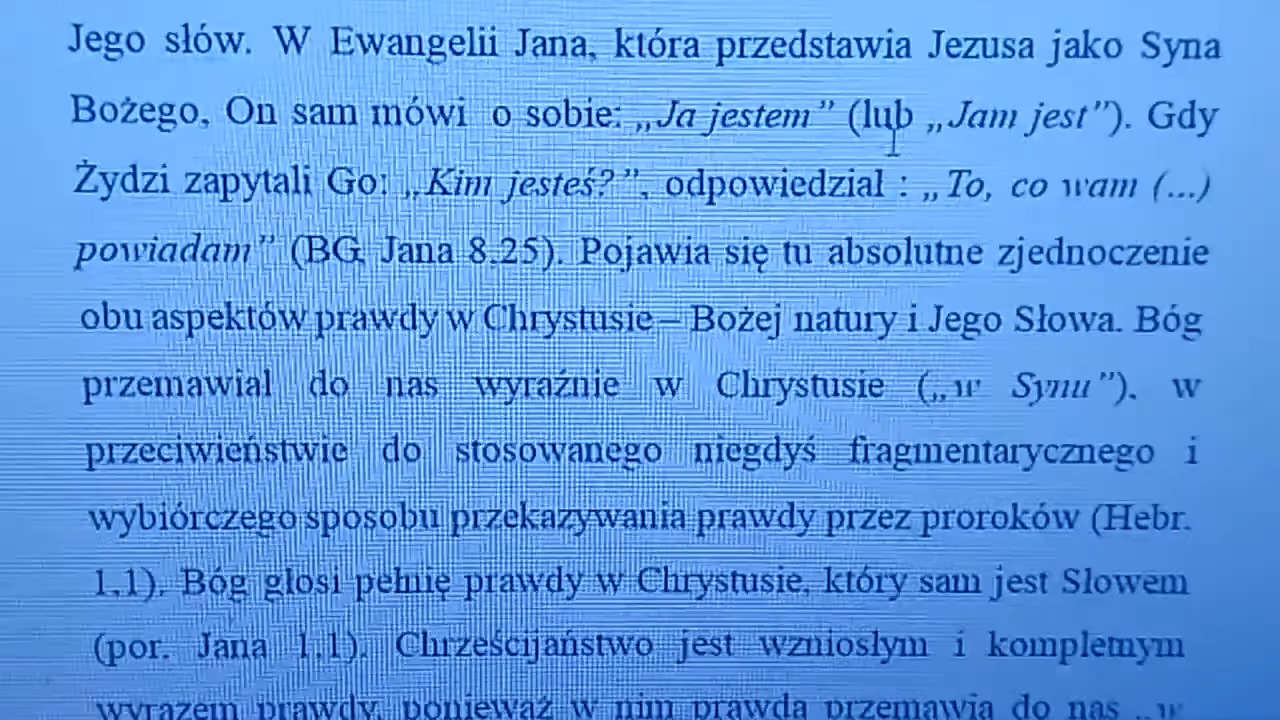 Jego słów. W Ewangelii Jana, która przedstawia Jezusa jako Syna
Bożego, On sam mówi o sobie: „Ja jestem” (lub „Jam jest”). Gdy
Żydzi zapytali Go: „Kim jesteś?”, odpowiedział : „To, co wam (...)
powiadam” (BG Jana 8,25). Pojawia się tu absolutne zjednoczenie
obu aspektów prawdy w Chrystusie – Bożej natury i Jego Słowa. Bóg
przemawiał do nas wyraźnie w Chrystusie („w Synu”), w
przeciwieństwie do stosowanego niegdyś fragmentarycznego i
wybiórczego sposobu przekazywania prawdy przez proroków (Hebr.
1,1). Bóg głosi pełnię prawdy w Chrystusie, który sam jest Słowem
(por. Jana 1,1). Chrześcijaństwo jest wzniosłym i kompletnym
wyrazem prawdy, ponieważ w nim prawda przemawia do nas „w